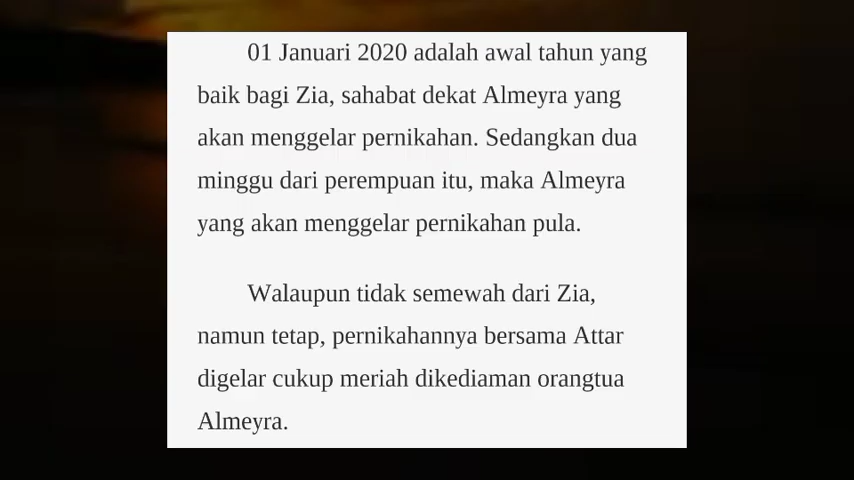 01 Januari 2020 adalah awal tahun yang
baik bagi Zia, sahabat dekat Almeyra yang
akan menggelar pernikahan. Sedangkan dua
minggu dari perempuan itu, maka Almeyra
yang akan menggelar pernikahan pula.
Walaupun tidak semewah dari Zia,
namun tetap, pernikahannya bersama Attar
digelar cukup meriah dikediaman orangtua
Almeyra.